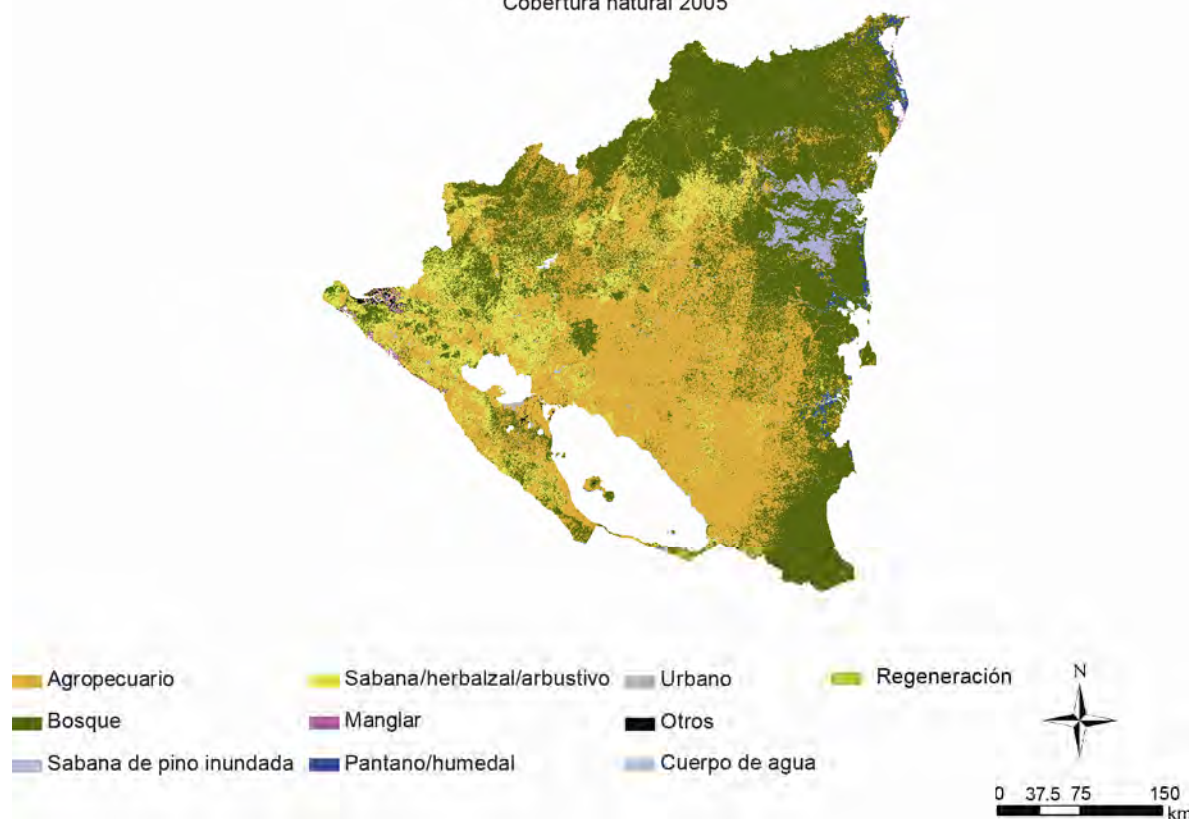 Cobertura natural 2005
Agropecuario
Sabana/herbalzal/arbustivo
Urbano
Regeneración
N
Bosque
Manglar
Otros
Sabana de pino inundada
Pantano/humedal
Cuerpo de agua
0 37.5 75 150
km